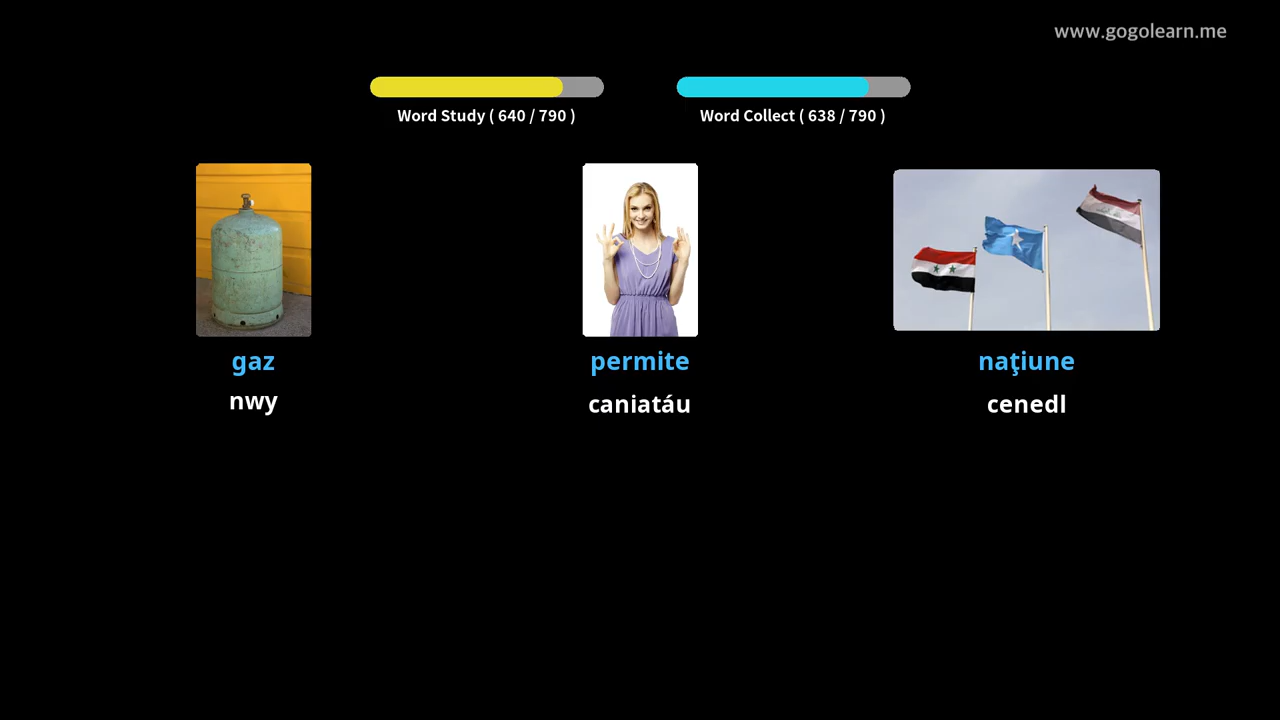 www.gogolearn.me
Word Study ( 640 / 790 )
Word Collect ( 638 / 790 )
gaz
permite
naţiune
nwy
caniatáu
cenedl